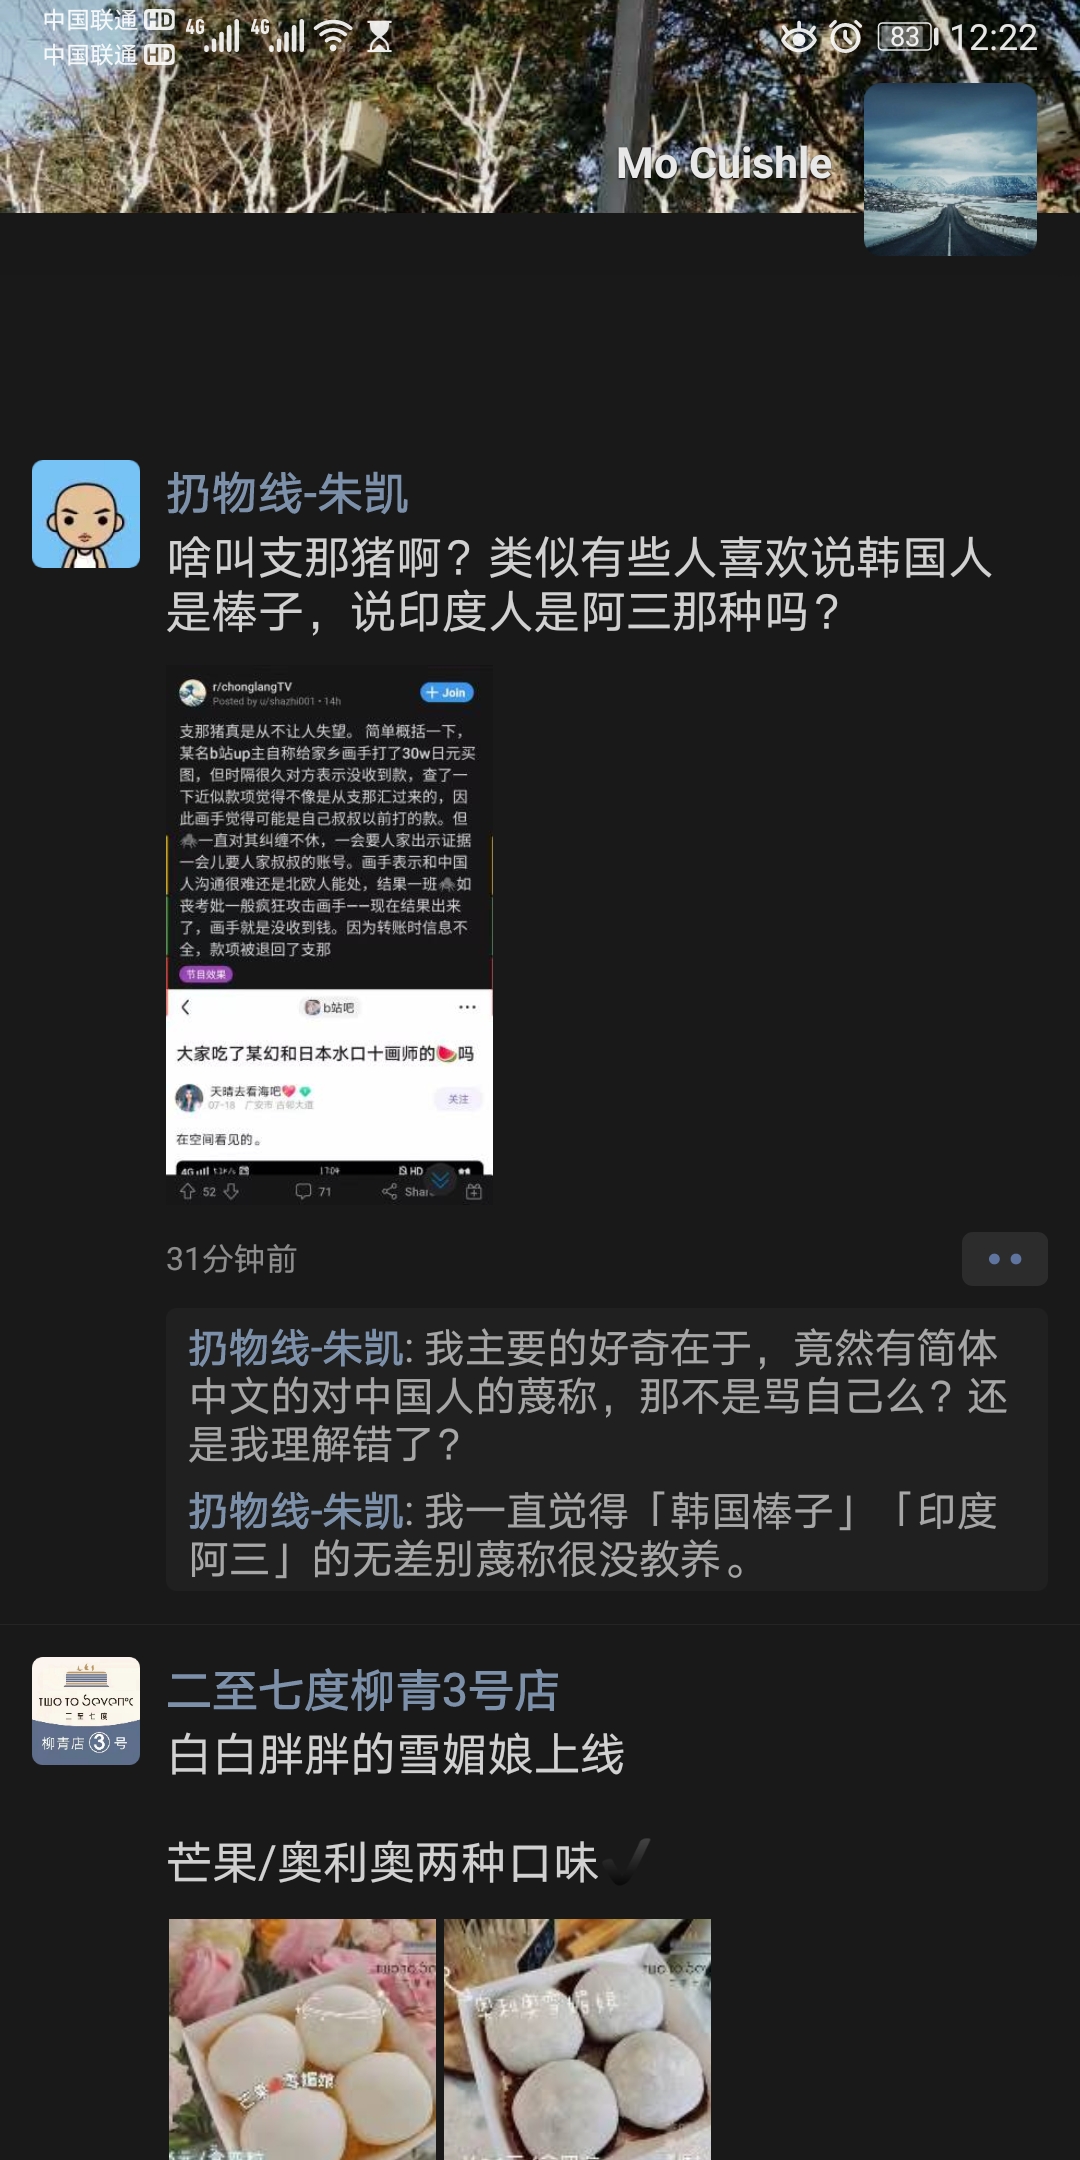 中国联通 HD 4G 4G 83 12:22
中国联通 HD
Mo Cuishle
扔物线-朱凯
啥叫支那猪啊？类似有些人喜欢说韩国人
是棒子，说印度人是阿三那种吗？
r/chonglangTV
Posted by u/shazhi001 • 14h
+ Join
支那猪真是从不让人失望。 简单概括一下，
某名b站up主自称给家乡画手打了30w日元买
图，但时隔很久对方表示没收到款，查了一
下近似款项觉得不像是从支那汇过来的，因
此画手觉得可能是自己叔叔以前打的款。但
一直对其纠缠不休，一会要人家出示证据
一会儿要人家叔叔的账号。画手表示和中国
人沟通很难还是北欧人能处，结果一班如
丧考妣一般疯狂攻击画手——现在结果出来
了，画手就是没收到钱。因为转账时信息不
全，款项被退回了支那
节目效果
b站吧
大家吃了某幻和日本水口十画师的🍉吗
天晴去看海吧
07-18 广安市
关注
在空间看见的。
4G 17:04 HD
52 71 Share
31分钟前
扔物线-朱凯: 我主要的好奇在于，竟然有简体
中文的对中国人的蔑称，那不是骂自己么？还
是我理解错了？
扔物线-朱凯: 我一直觉得「韩国棒子」「印度
阿三」的无差别蔑称很没教养。
TWO TO Seven°C
二至七度
柳青店3号
二至七度柳青3号店
白白胖胖的雪媚娘上线
芒果/奥利奥两种口味✔
TWO TO Sev
二至七
芒果 雪媚娘
TWO TO Sev
二至七
奥利奥雪媚娘